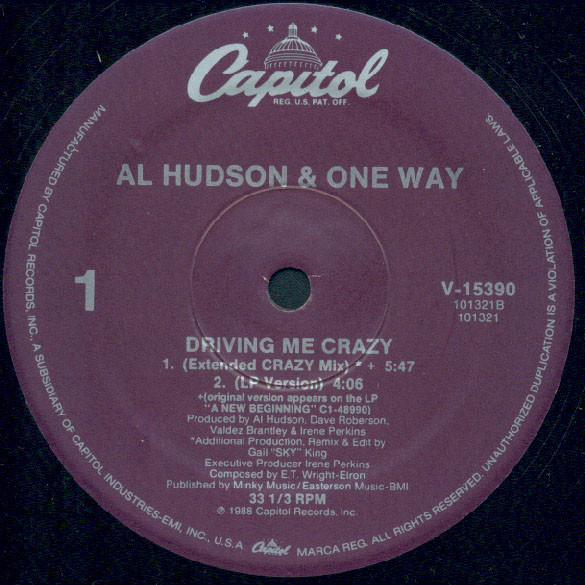 Capitol
REG. U.S. PAT. OFF.
AL HUDSON & ONE WAY
1
V-15390
101321B
101321
DRIVING ME CRAZY
1. (Extended CRAZY Mix) * + 5:47
2. (LP Version) 4:06
+(original version appears on the LP
"A NEW BEGINNING" C1-48990)
Produced by Al Hudson, Dave Roberson,
Valdez Brantley & Irene Perkins
*Additional Production, Remix & Edit by
Gail "SKY" King
Executive Producer Irene Perkins
Composed by E.T. Wright-Elron
Published by Minky Music/Easterson Music-BMI.
33 1/3 RPM
℗ 1988 Capitol Records, Inc.
MANUFACTURED BY CAPITOL RECORDS, INC., A SUBSIDIARY OF CAPITOL INDUSTRIES-EMI, INC., U.S.A. Capitol MARCA REG. ALL RIGHTS RESERVED. UNAUTHORIZED DUPLICATION IS A VIOLATION OF APPLICABLE LAWS.